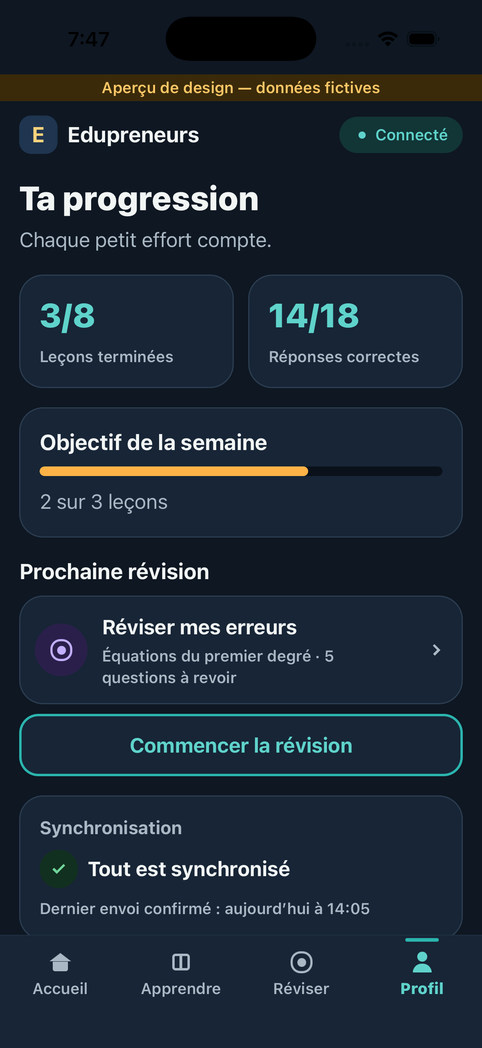 7:47
Aperçu de design — données fictives
E Edupreneurs
Connecté
Ta progression
Chaque petit effort compte.
3/8
Leçons terminées
14/18
Réponses correctes
Objectif de la semaine
2 sur 3 leçons
Prochaine révision
Réviser mes erreurs
Équations du premier degré · 5
questions à revoir
Commencer la révision
Synchronisation
Tout est synchronisé
Dernier envoi confirmé : aujourd’hui à 14:05
Accueil
Apprendre
Réviser
Profil